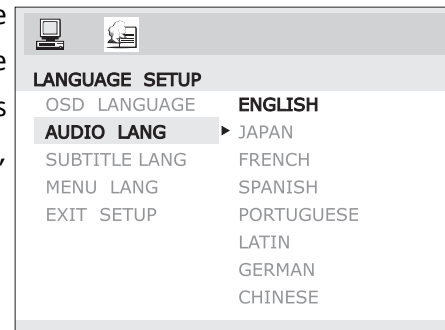 e
e
s
,
LANGUAGE SETUP
OSD LANGUAGE
AUDIO LANG
SUBTITLE LANG
MENU LANG
EXIT SETUP
ENGLISH
JAPAN
FRENCH
SPANISH
PORTUGUESE
LATIN
GERMAN
CHINESE